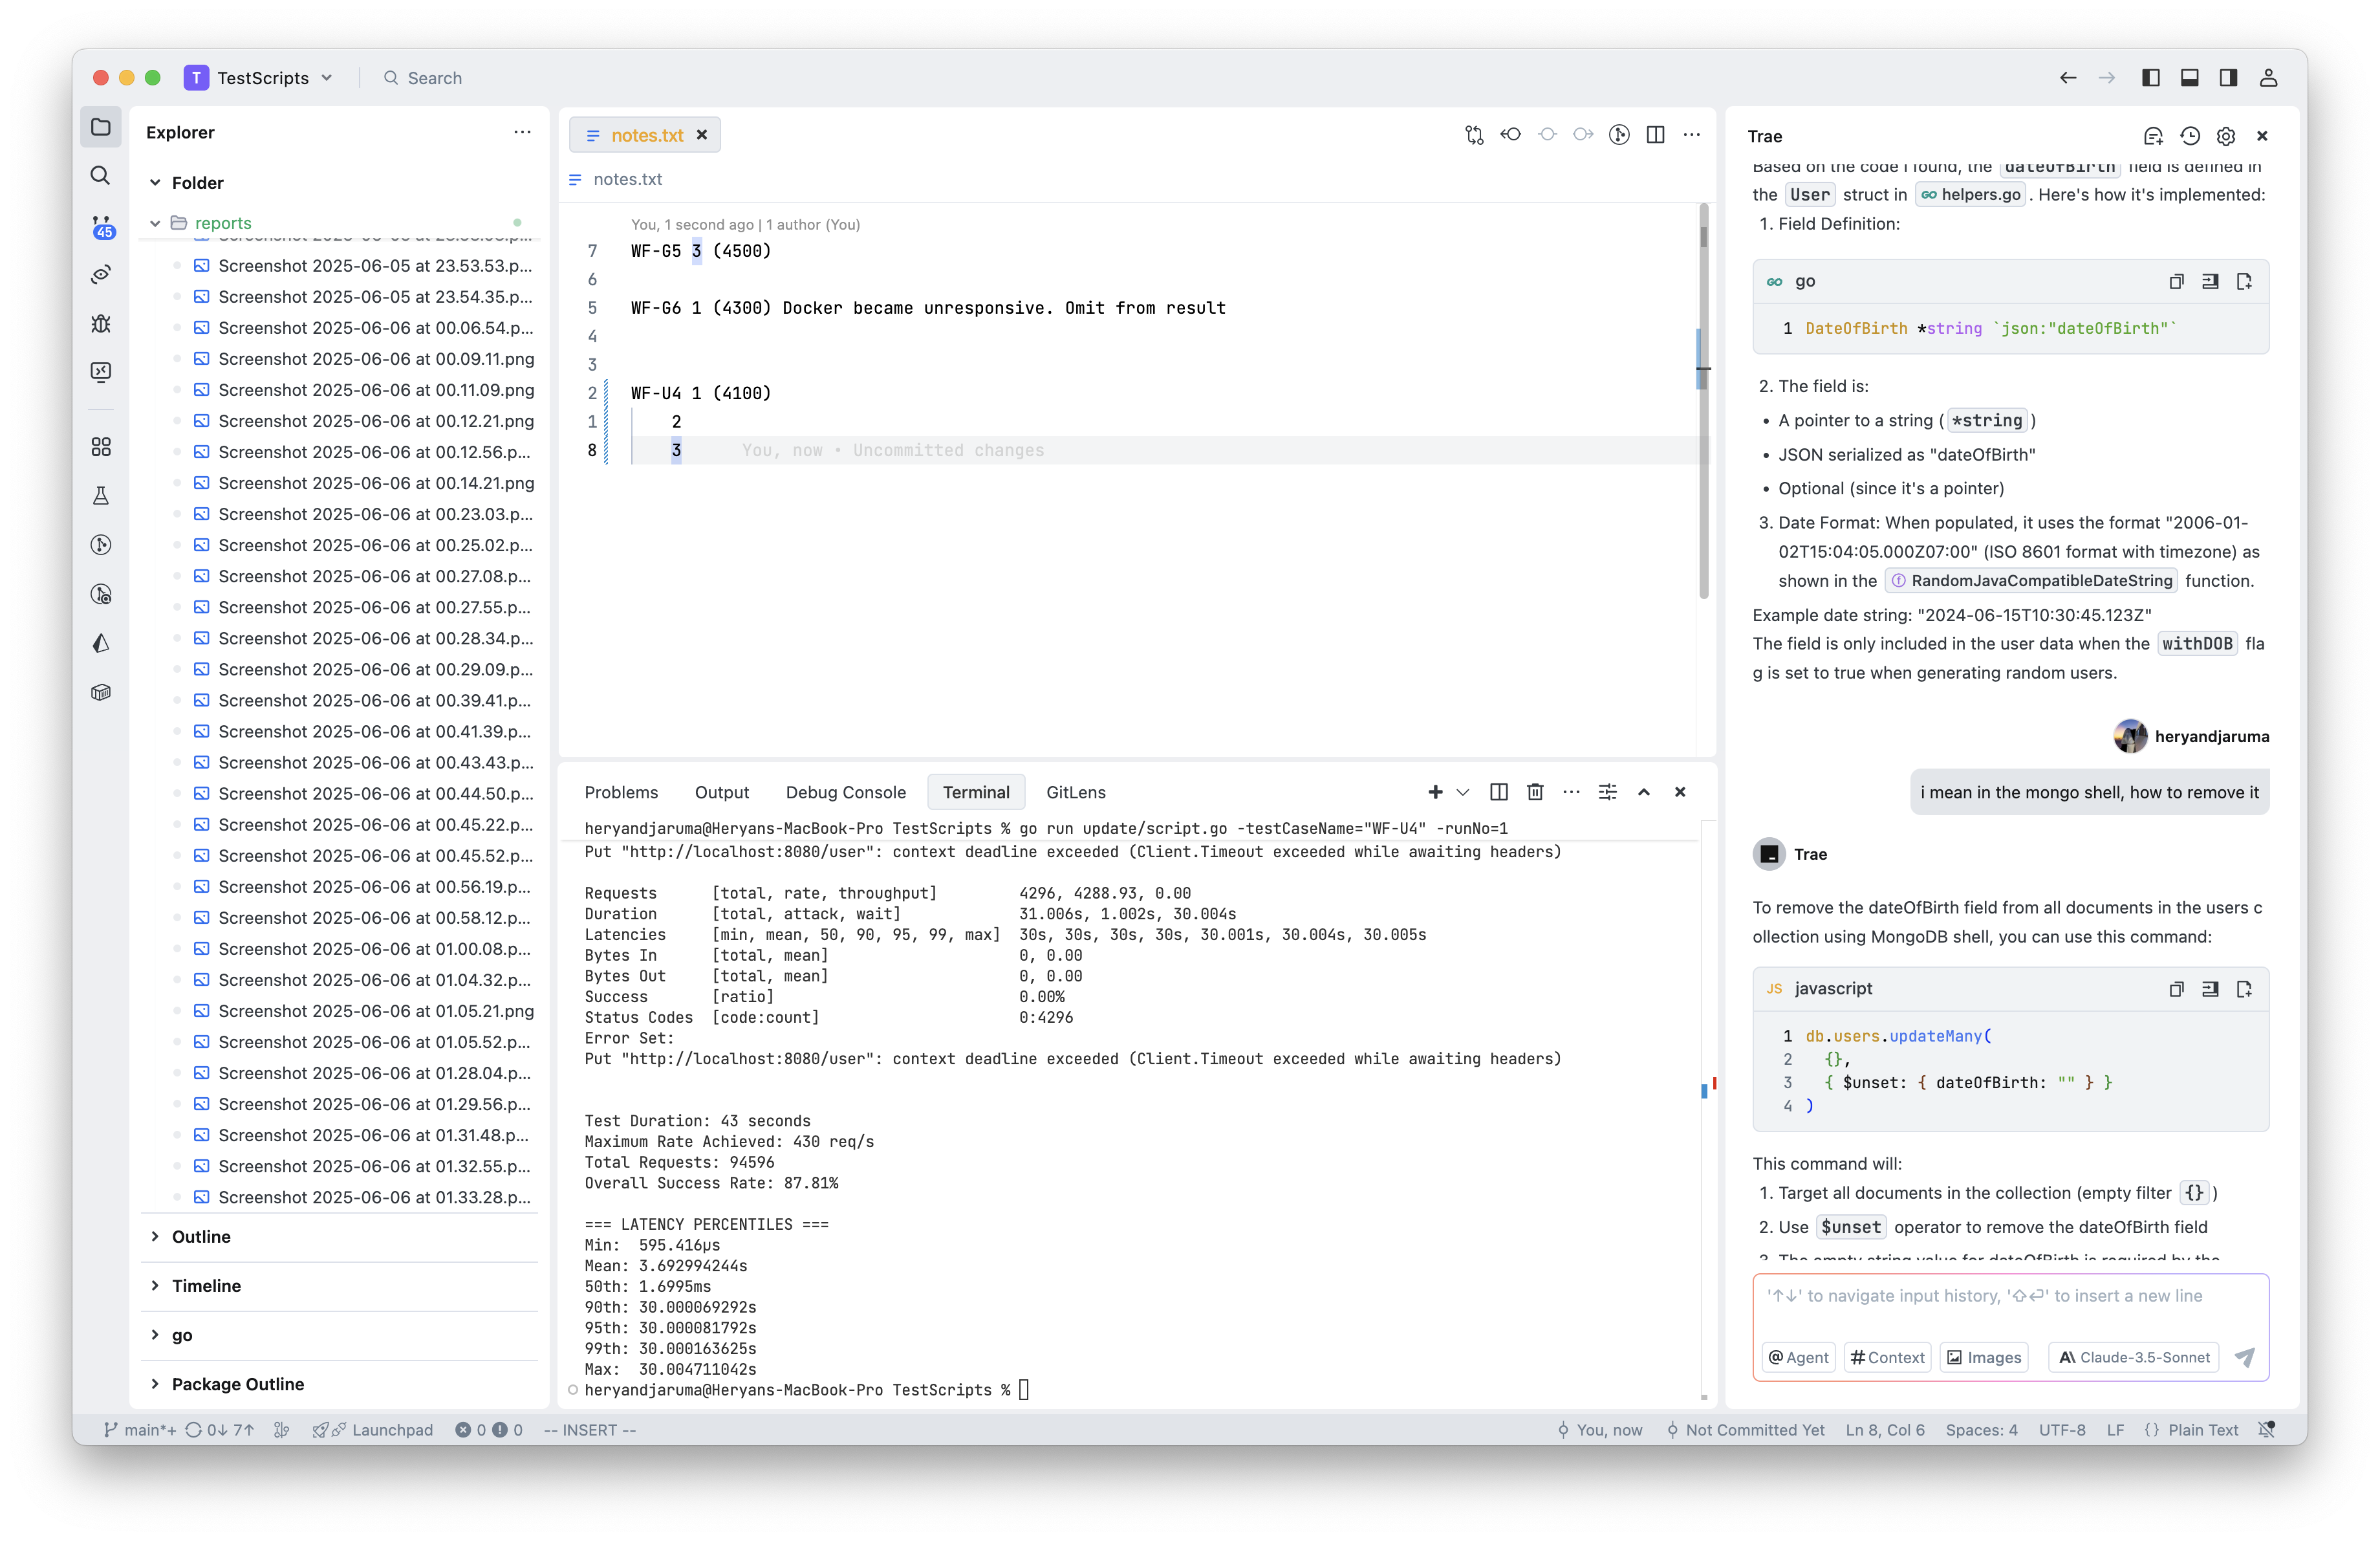 T TestScripts
Search
Explorer
Folder
reports
Screenshot 2025-06-05 at 23.53.53.p...
Screenshot 2025-06-05 at 23.54.35.p...
Screenshot 2025-06-06 at 00.06.54.p...
Screenshot 2025-06-06 at 00.09.11.png
Screenshot 2025-06-06 at 00.11.09.png
Screenshot 2025-06-06 at 00.12.21.png
Screenshot 2025-06-06 at 00.12.56.p...
Screenshot 2025-06-06 at 00.14.21.png
Screenshot 2025-06-06 at 00.23.03.p...
Screenshot 2025-06-06 at 00.25.02.p...
Screenshot 2025-06-06 at 00.27.08.p...
Screenshot 2025-06-06 at 00.27.55.p...
Screenshot 2025-06-06 at 00.28.34.p...
Screenshot 2025-06-06 at 00.29.09.p...
Screenshot 2025-06-06 at 00.39.41.p...
Screenshot 2025-06-06 at 00.41.39.p...
Screenshot 2025-06-06 at 00.43.43.p...
Screenshot 2025-06-06 at 00.44.50.p...
Screenshot 2025-06-06 at 00.45.22.p...
Screenshot 2025-06-06 at 00.45.52.p...
Screenshot 2025-06-06 at 00.56.19.p...
Screenshot 2025-06-06 at 00.58.12.p...
Screenshot 2025-06-06 at 01.00.08.p...
Screenshot 2025-06-06 at 01.04.32.p...
Screenshot 2025-06-06 at 01.05.21.png
Screenshot 2025-06-06 at 01.05.52.p...
Screenshot 2025-06-06 at 01.28.04.p...
Screenshot 2025-06-06 at 01.29.56.p...
Screenshot 2025-06-06 at 01.31.48.p...
Screenshot 2025-06-06 at 01.32.55.p...
Screenshot 2025-06-06 at 01.33.28.p...
Outline
Timeline
go
Package Outline
45
notes.txt
notes.txt
You, 1 second ago | 1 author (You)
7 WF-G5 3 (4500)
6
5 WF-G6 1 (4300) Docker became unresponsive. Omit from result
4
3
2 WF-U4 1 (4100)
1 2
8 3 You, now • Uncommitted changes
Problems Output Debug Console Terminal GitLens
heryandjaruma@Heryans-MacBook-Pro TestScripts % go run update/script.go -testCaseName="WF-U4" -runNo=1
Put "http://localhost:8080/user": context deadline exceeded (Client.Timeout exceeded while awaiting headers)
Requests [total, rate, throughput] 4296, 4288.93, 0.00
Duration [total, attack, wait] 31.006s, 1.002s, 30.004s
Latencies [min, mean, 50, 90, 95, 99, max] 30s, 30s, 30s, 30s, 30.001s, 30.004s, 30.005s
Bytes In [total, mean] 0, 0.00
Bytes Out [total, mean] 0, 0.00
Success [ratio] 0.00%
Status Codes [code:count] 0:4296
Error Set:
Put "http://localhost:8080/user": context deadline exceeded (Client.Timeout exceeded while awaiting headers)
Test Duration: 43 seconds
Maximum Rate Achieved: 430 req/s
Total Requests: 94596
Overall Success Rate: 87.81%
=== LATENCY PERCENTILES ===
Min: 595.416µs
Mean: 3.692994244s
50th: 1.6995ms
90th: 30.000069292s
95th: 30.000081792s
99th: 30.000163625s
Max: 30.004711042s
heryandjaruma@Heryans-MacBook-Pro TestScripts %
Trae
Based on the code I found, the dateOfBirth field is defined in
the User struct in GO helpers.go . Here's how it's implemented:
1. Field Definition:
GO go
1 DateOfBirth *string `json:"dateOfBirth"`
2. The field is:
• A pointer to a string ( *string )
• JSON serialized as "dateOfBirth"
• Optional (since it's a pointer)
3. Date Format: When populated, it uses the format "2006-01-
02T15:04:05.000Z07:00" (ISO 8601 format with timezone) as
shown in the RandomJavaCompatibleDateString function.
Example date string: "2024-06-15T10:30:45.123Z"
The field is only included in the user data when the withDOB fla
g is set to true when generating random users.
heryandjaruma
i mean in the mongo shell, how to remove it
Trae
To remove the dateOfBirth field from all documents in the users c
ollection using MongoDB shell, you can use this command:
JS javascript
1 db.users.updateMany(
2 {},
3 { $unset: { dateOfBirth: "" } }
4 )
This command will:
1. Target all documents in the collection (empty filter {} )
2. Use $unset operator to remove the dateOfBirth field
3. The empty string value for dateOfBirth is required by the
'↑↓' to navigate input history, '⇧⏎' to insert a new line
@ Agent # Context Images A\ Claude-3.5-Sonnet
main*+ 0↓ 7↑ Launchpad 0 0 -- INSERT -- You, now Not Committed Yet Ln 8, Col 6 Spaces: 4 UTF-8 LF {} Plain Text